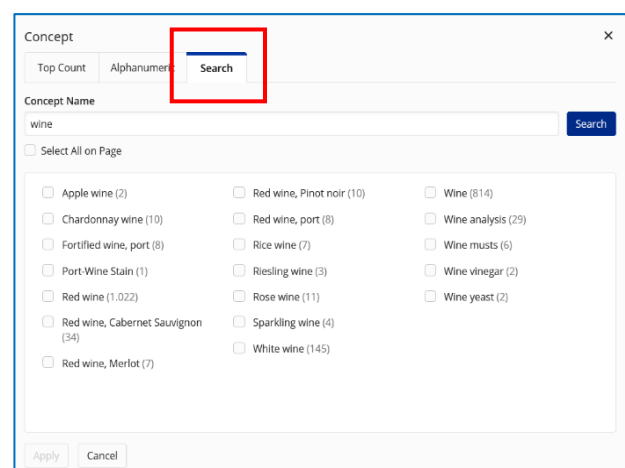 Concept
Top Count Alphanumeric Search
Concept Name
wine Search
Select All on Page
Apple wine (2)
Chardonnay wine (10)
Fortified wine, port (8)
Port-Wine Stain (1)
Red wine (1.022)
Red wine, Cabernet Sauvignon
(34)
Red wine, Merlot (7)
Red wine, Pinot noir (10)
Red wine, port (8)
Rice wine (7)
Riesling wine (3)
Rose wine (11)
Sparkling wine (4)
White wine (145)
Wine (814)
Wine analysis (29)
Wine musts (6)
Wine vinegar (2)
Wine yeast (2)
Apply Cancel